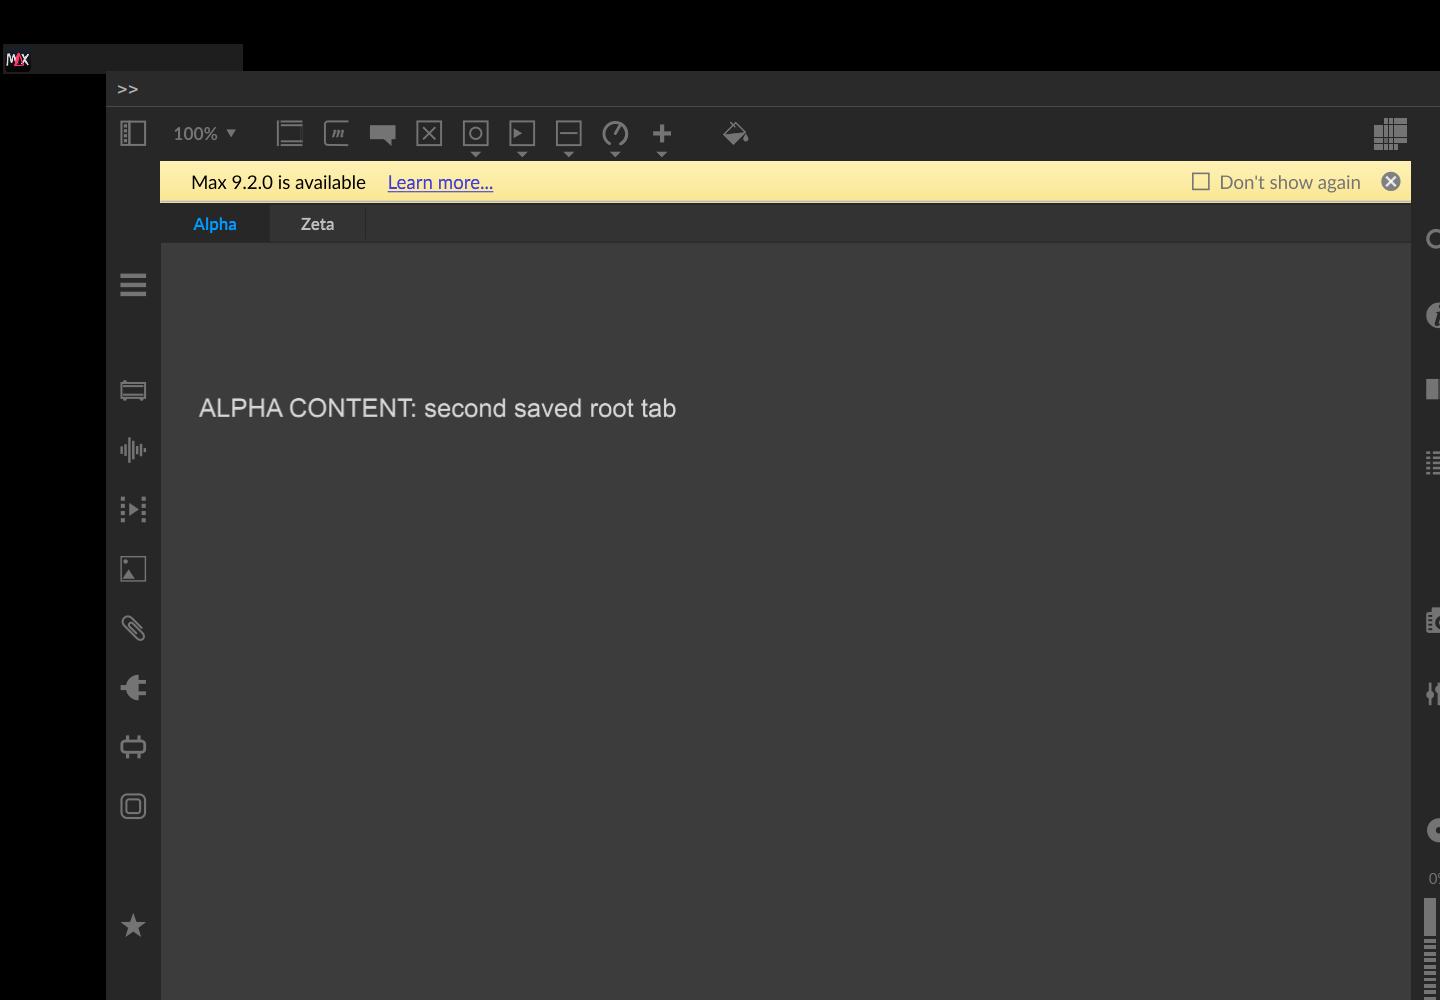 MAX
>>
100%
m
Max 9.2.0 is available Learn more... Don't show again
Alpha Zeta
ALPHA CONTENT: second saved root tab